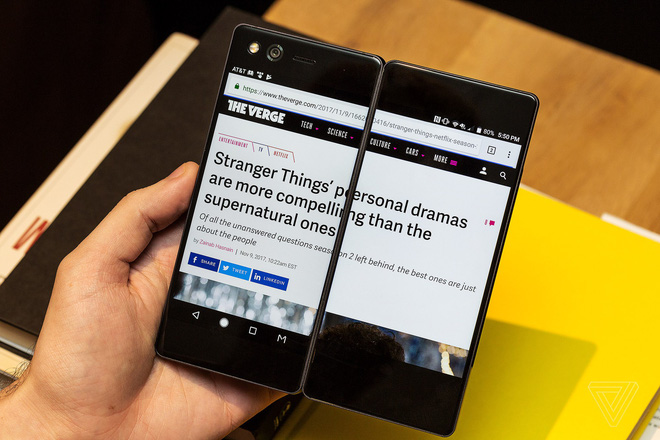 AT&T
80% 5:50 PM
https://www.theverge.com/2017/11/9/1662 0416/stranger-things-netflix-season-
2
THE VERGE TECH SCIENCE CULTURE CARS MORE
ENTERTAINMENT TV NETFLIX
Stranger Things' personal dramas
are more compelling than the
supernatural ones
Of all the unanswered questions season 2 left behind, the best ones are just
about the people
by Zainab Hasnain | Nov 9, 2017, 10:22am EST
SHARE TWEET LINKEDIN
W